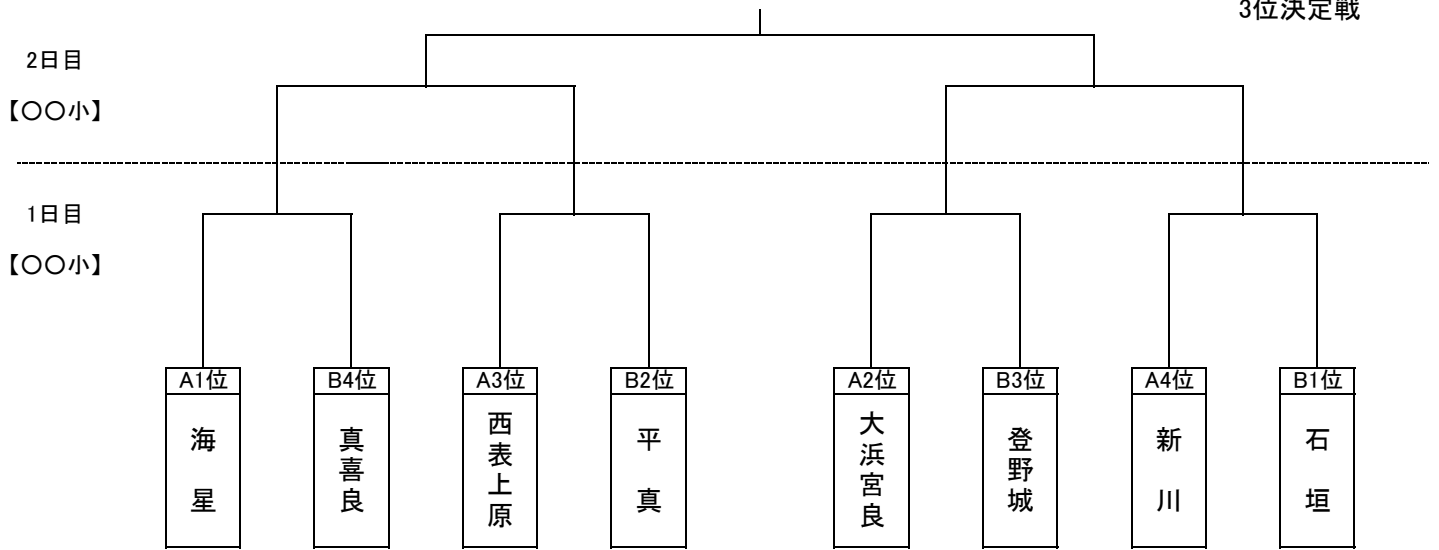 3位決定戦
2日目
【〇〇小】
1日目
【〇〇小】
A1位
B4位
A3位
B2位
A2位
B3位
A4位
B1位
海星
真喜良
西表上原
平真
大浜宮良
登野城
新川
石垣